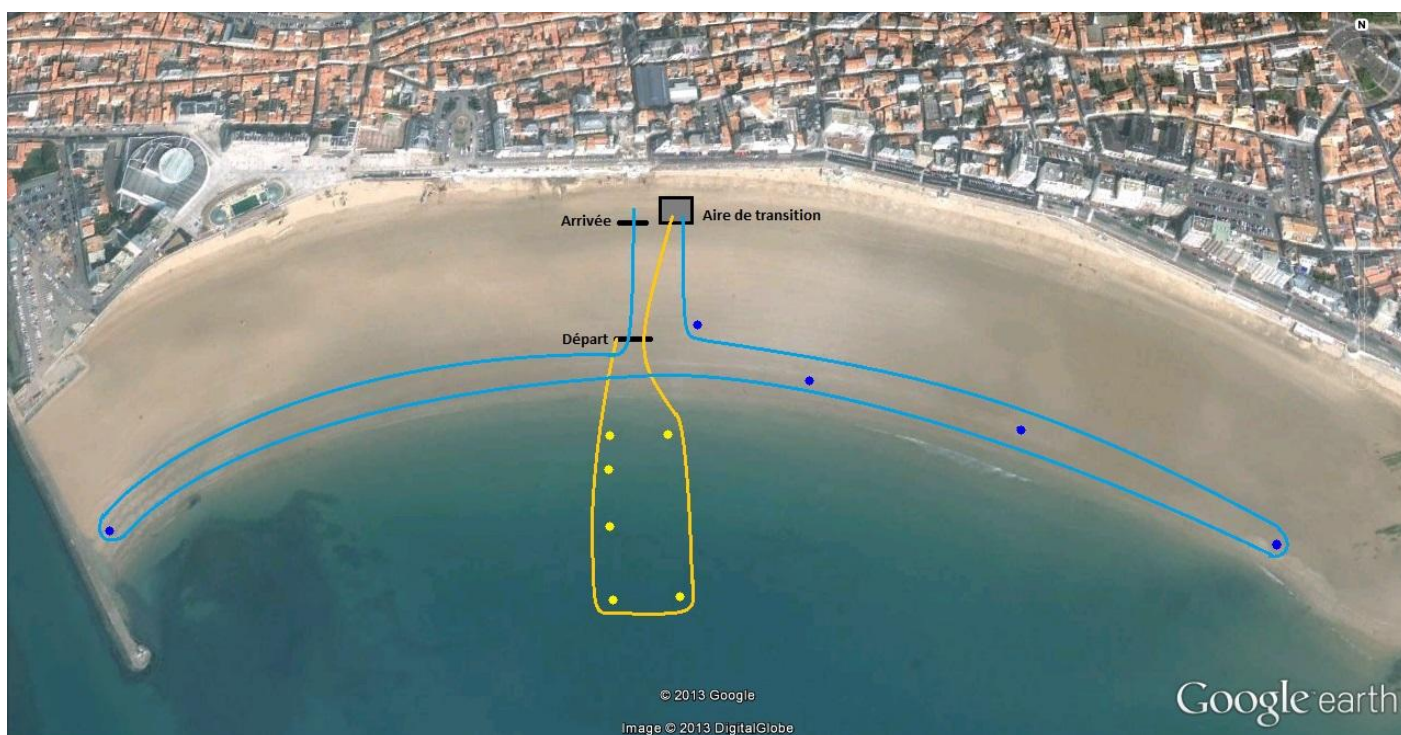 N
Arrivée
Aire de transition
Départ
© 2013 Google
Image © 2013 DigitalGlobe
Google earth